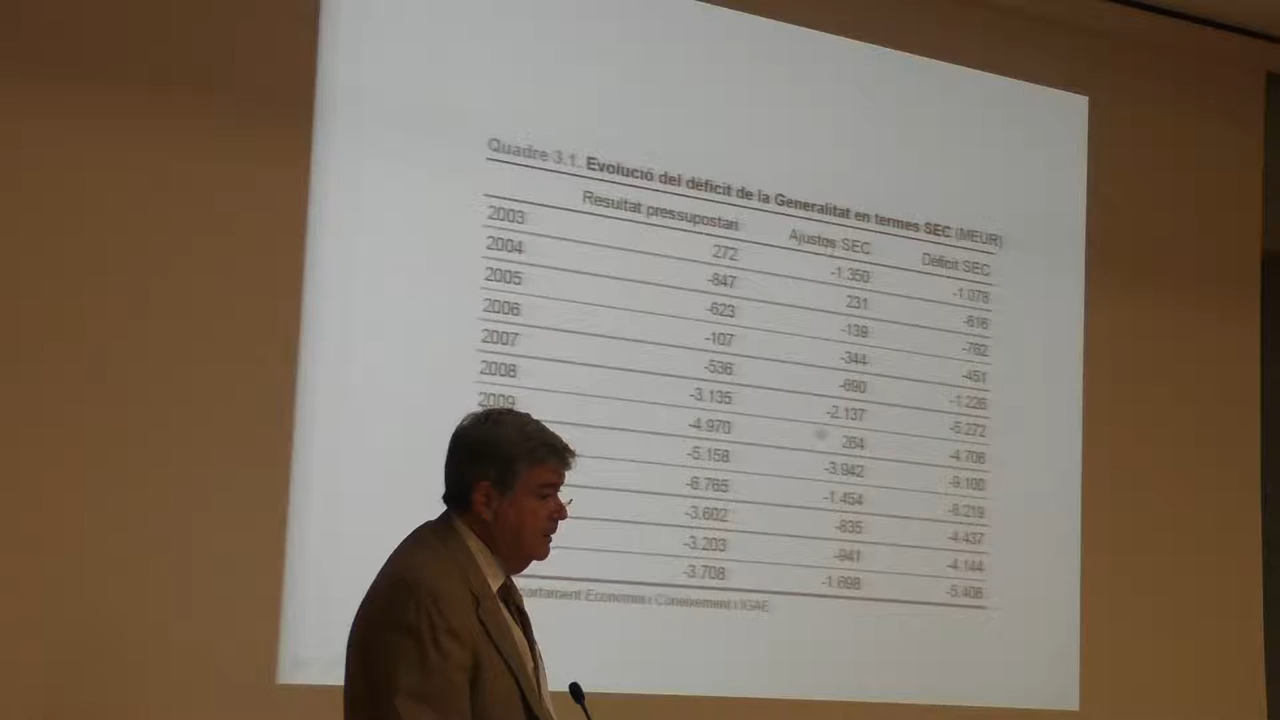 Quadre 3.1. Evolució del dèficit de la Generalitat en termes SEC (MEUR)
Resultat pressupostari Ajustos SEC Dèficit SEC
2003 272 -1.350 -1.078
2004 -847 231 -616
2005 -623 -139 -762
2006 -107 -344 -451
2007 -536 -690 -1.226
2008 -3.135 -2.137 -5.272
2009 -4.970 264 -4.706
-5.158 -3.942 -9.100
-6.765 -1.454 -8.219
-3.602 -835 -4.437
-3.203 -941 -4.144
-3.708 -1.698 -5.406
partament Economia i Coneixement i IGAE